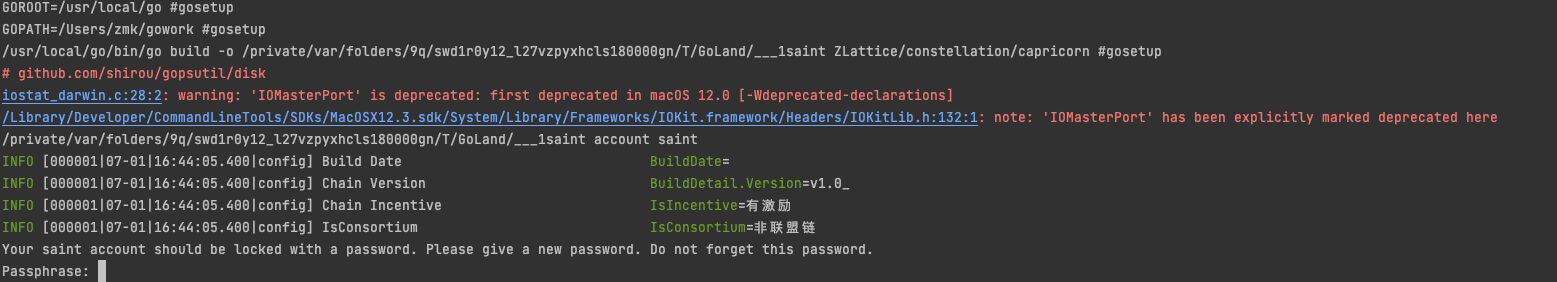 GOROOT=/usr/local/go #gosetup
GOPATH=/Users/zmk/gowork #gosetup
/usr/local/go/bin/go build -o /private/var/folders/9q/swd1r0y12_l27vzpyxhcls180000gn/T/GoLand/___1saint ZLattice/constellation/capricorn #gosetup
# github.com/shirou/gopsutil/disk
iostat_darwin.c:28:2: warning: 'IOMasterPort' is deprecated: first deprecated in macOS 12.0 [-Wdeprecated-declarations]
/Library/Developer/CommandLineTools/SDKs/MacOSX12.3.sdk/System/Library/Frameworks/IOKit.framework/Headers/IOKitLib.h:132:1: note: 'IOMasterPort' has been explicitly marked deprecated here
/private/var/folders/9q/swd1r0y12_l27vzpyxhcls180000gn/T/GoLand/___1saint account saint
INFO [000001|07-01|16:44:05.400|config] Build Date                               BuildDate=
INFO [000001|07-01|16:44:05.400|config] Chain Version                            BuildDetail.Version=v1.0_
INFO [000001|07-01|16:44:05.400|config] Chain Incentive                          IsIncentive=有激励
INFO [000001|07-01|16:44:05.400|config] IsConsortium                             IsConsortium=非联盟链
Your saint account should be locked with a password. Please give a new password. Do not forget this password.
Passphrase: